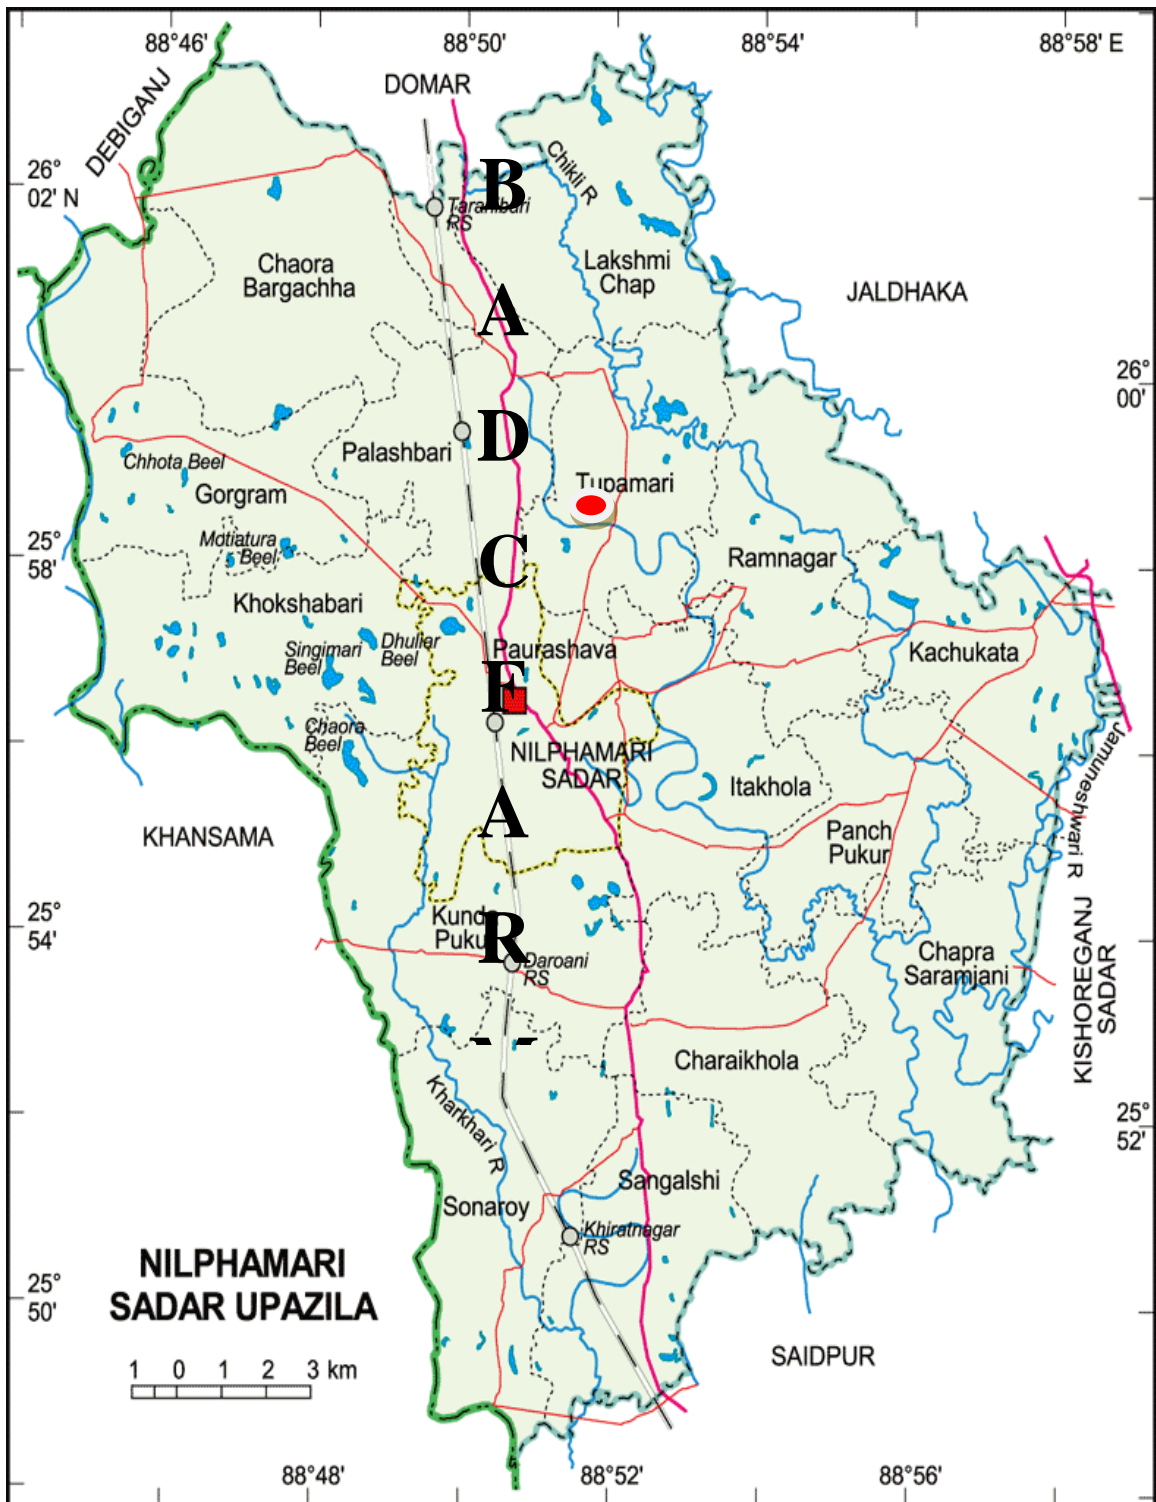 88°46'
88°50'
88°54'
88°58' E
DOMAR
DEBIGANJ
26°
02' N
B
Chikli R
Taranibari
RS
Chaora
Bargachha
Lakshmi
Chap
JALDHAKA
A
26°
00'
D
Palashbari
Chhota Beel
Gorgram
Tupamari
Motiatura
Beel
C
25°
58'
Ramnagar
Khokshabari
Dhuliar
Beel
Singimari
Beel
Paurashava
Kachukata
F
Chaora
Beel
NILPHAMARI
SADAR
Jamuneshwari R
Itakhola
A
KHANSAMA
Panch
Pukur
25°
54'
Kunda
Pukur
R
Daroani
RS
Chapra
Saramjani
KISHOREGANJ
SADAR
Charaikhola
Kharkhari R
25°
52'
Sangalshi
Sonaroy
Khiratnagar
RS
NILPHAMARI
SADAR UPAZILA
25°
50'
SAIDPUR
1 0 1 2 3 km
88°48'
88°52'
88°56'